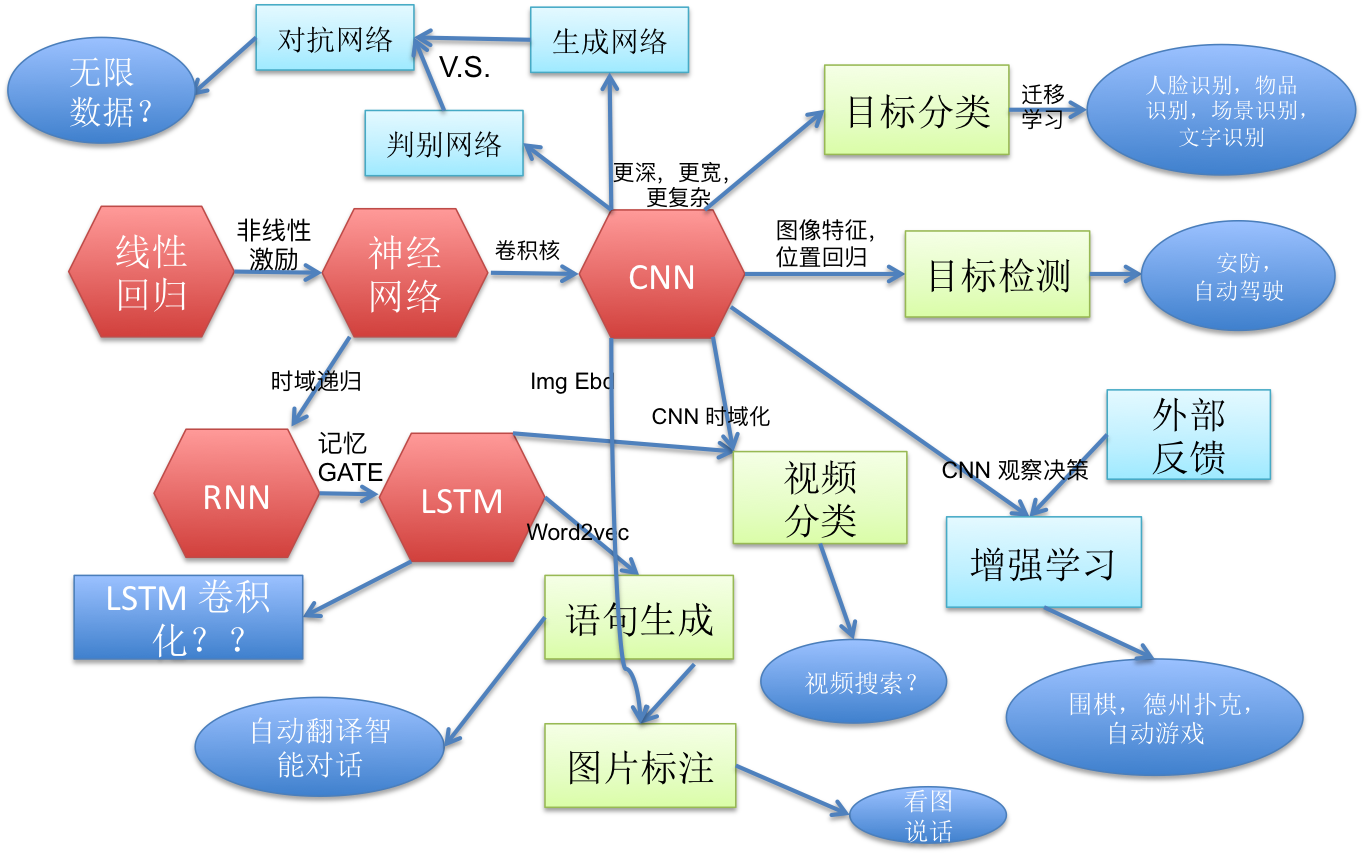 对抗网络
生成网络
V.S.
无限
数据？
判别网络
目标分类
迁移
学习
人脸识别，物品
识别，场景识别，
文字识别
更深，更宽，
更复杂
线性
回归
非线性
激励
神经
网络
卷积核
CNN
图像特征，
位置回归
目标检测
安防，
自动驾驶
时域递归
Img Ebd
CNN 时域化
外部
反馈
RNN
记忆
GATE
LSTM
视频
分类
CNN 观察决策
Word2vec
增强学习
LSTM 卷积
化？？
语句生成
视频搜索？
自动翻译智
能对话
围棋，德州扑克，
自动游戏
图片标注
看图
说话